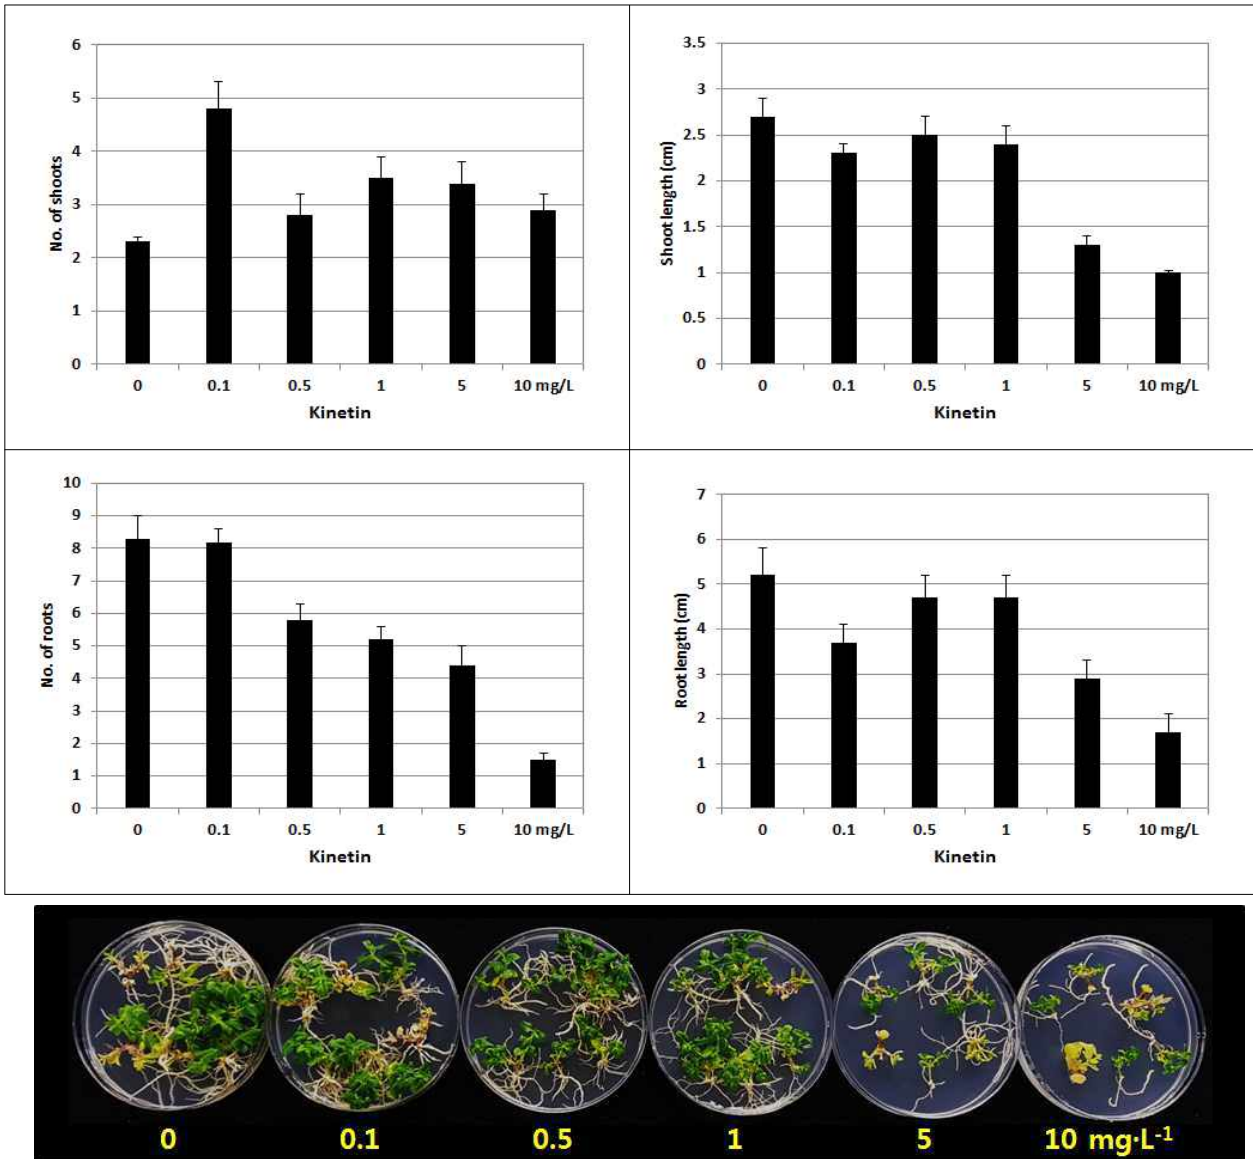 6
5
4
3
2
1
0
No. of shoots
0 0.1 0.5 1 5 10 mg/L
Kinetin
3.5
3
2.5
2
1.5
1
0.5
0
Shoot length (cm)
0 0.1 0.5 1 5 10 mg/L
Kinetin
10
9
8
7
6
5
4
3
2
1
0
No. of roots
0 0.1 0.5 1 5 10 mg/L
Kinetin
7
6
5
4
3
2
1
0
Root length (cm)
0 0.1 0.5 1 5 10 mg/L
Kinetin
0 0.1 0.5 1 5 10 mg·L⁻¹